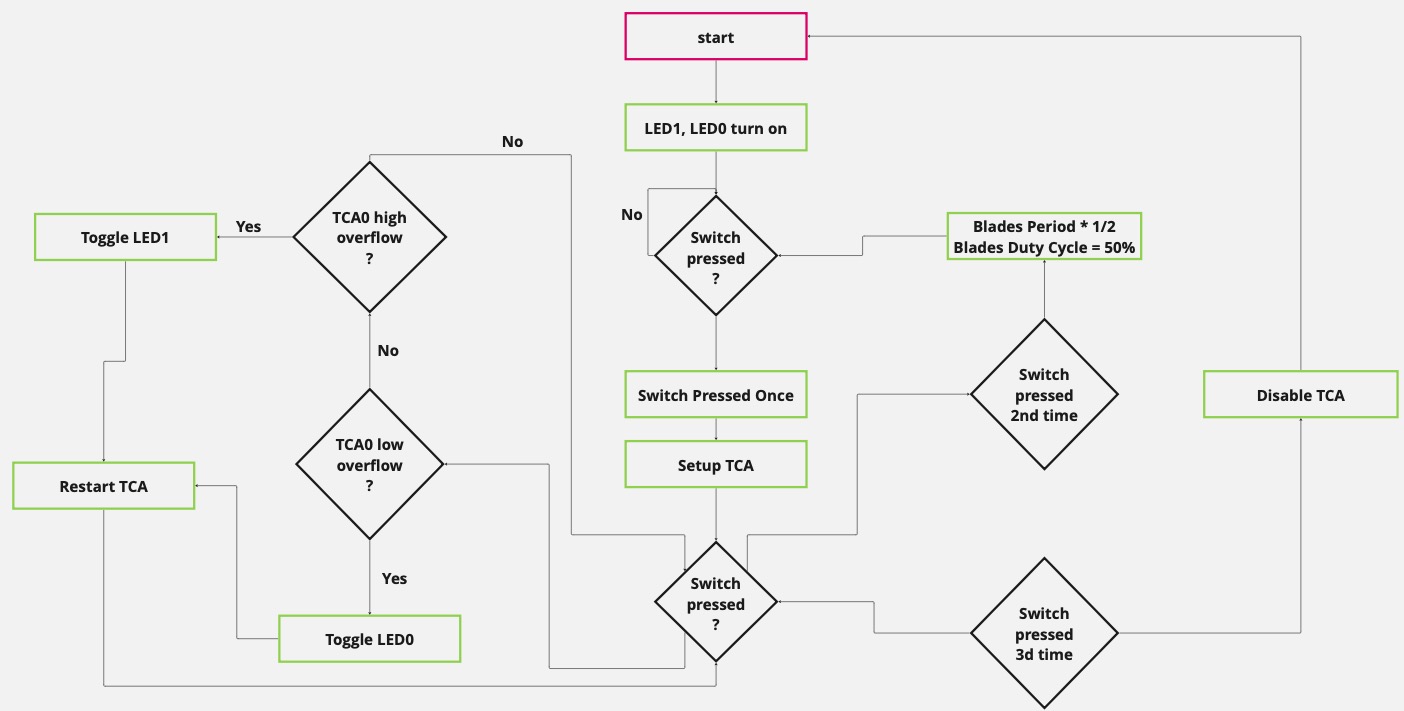 start
LED1, LED0 turn on
No
TCA0 high
overflow
?
Yes
Toggle LED1
No
Switch
pressed
?
Blades Period * 1/2
Blades Duty Cycle = 50%
No
Switch Pressed Once
Switch
pressed
2nd time
Disable TCA
TCA0 low
overflow
?
Setup TCA
Restart TCA
Yes
Switch
pressed
?
Switch
pressed
3d time
Toggle LED0